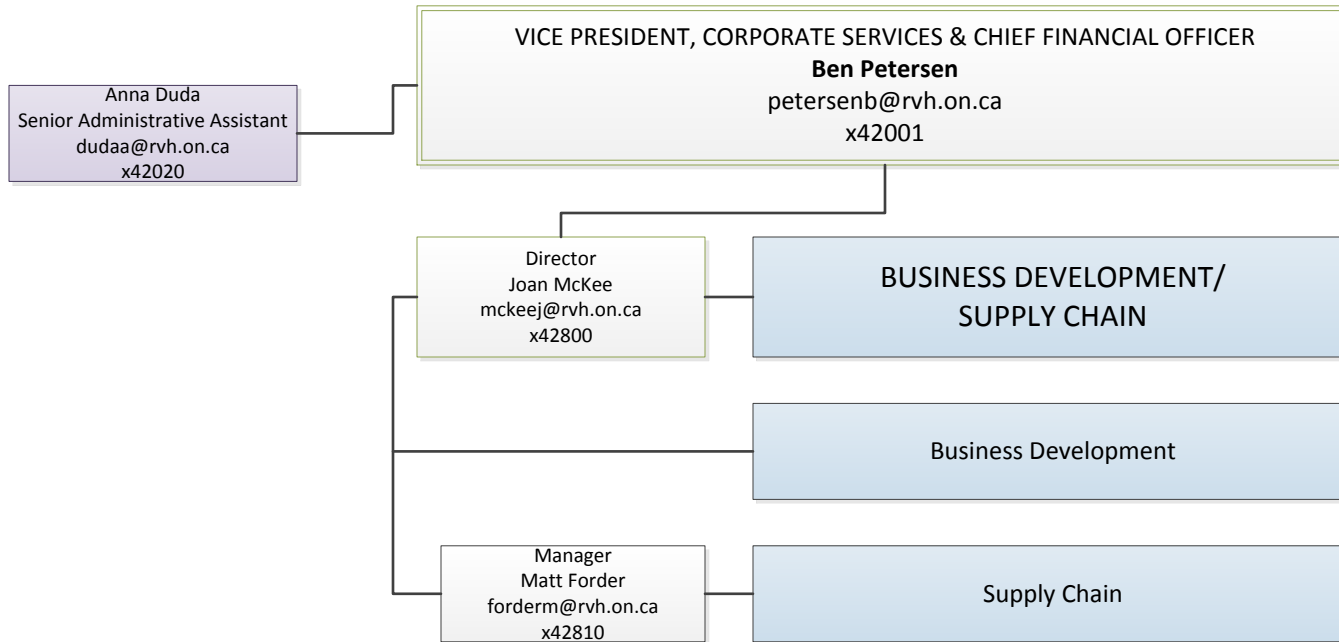 VICE PRESIDENT, CORPORATE SERVICES & CHIEF FINANCIAL OFFICER
Ben Petersen
petersenb@rvh.on.ca
x42001
Anna Duda
Senior Administrative Assistant
dudaa@rvh.on.ca
x42020
Director
Joan McKee
mckeej@rvh.on.ca
x42800
BUSINESS DEVELOPMENT/
SUPPLY CHAIN
Business Development
Manager
Matt Forder
forderm@rvh.on.ca
x42810
Supply Chain